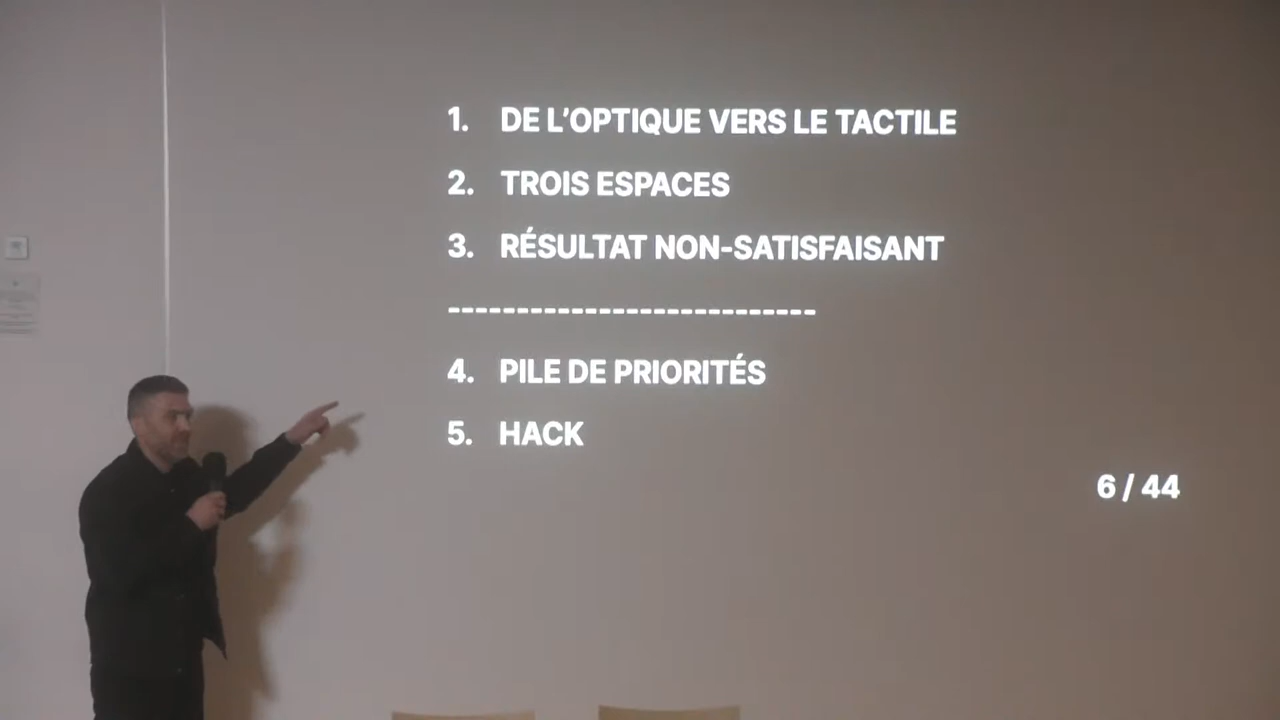 1. DE L’OPTIQUE VERS LE TACTILE
2. TROIS ESPACES
3. RÉSULTAT NON-SATISFAISANT
---------------------------
4. PILE DE PRIORITÉS
5. HACK
6 / 44